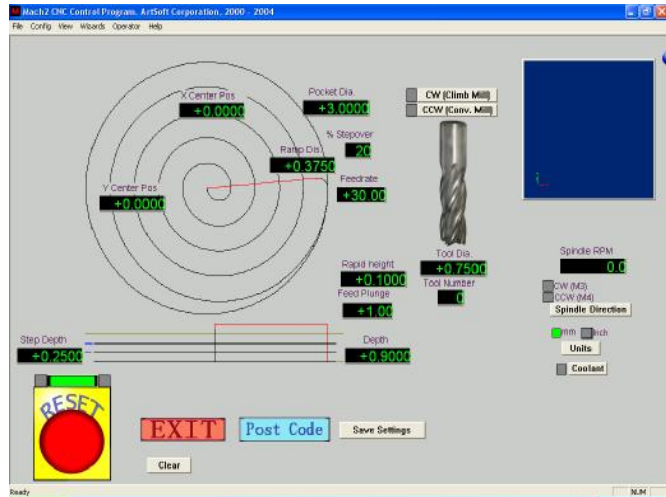 Mach2 CNC Control Program. ArtSoft Corporation, 2000 - 2004
File Config View Wizards Operator Help
X Center Pos
+0.0000
Pocket Dia.
+3.0000
CW (Climb Mill)
CCW (Conv. Mill)
% Stepover
20
Ramp Dis.
+0.3750
Feedrate
+30.00
Y Center Pos
+0.0000
Tool Dia.
+0.7500
Tool Number
0
Spindle RPM
0.0
Rapid height
+0.1000
Feed Plunge
+1.00
CW (M3)
CCW (M4)
Spindle Direction
mm Inch
Units
Coolant
Step Depth
+0.2500
Depth
+0.9000
RESET
EXIT
Post Code
Save Settings
Clear
Ready
NUM